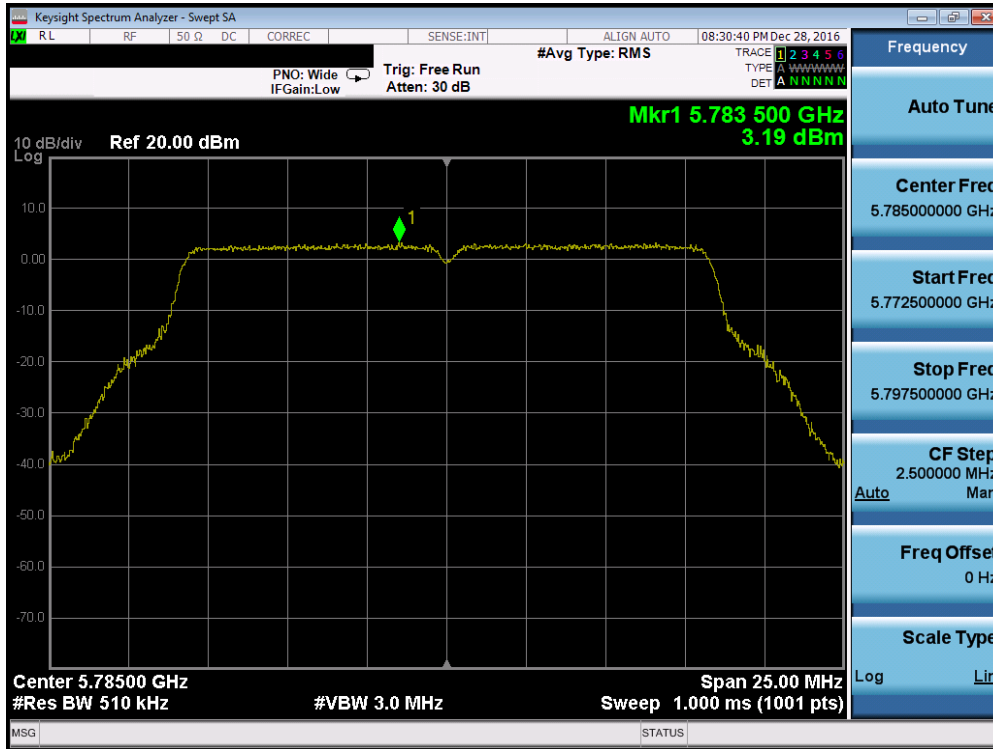 Keysight Spectrum Analyzer - Swept SA
LXI RL RF 50 Ω DC CORREC SENSE:INT ALIGN AUTO 08:30:40 PM Dec 28, 2016
Frequency
#Avg Type: RMS
TRACE 1 2 3 4 5 6
TYPE A WWWWW
DET A N N N N N
PNO: Wide
IFGain:Low
Trig: Free Run
Atten: 30 dB
Auto Tune
Mkr1 5.783 500 GHz
3.19 dBm
10 dB/div
Log
Ref 20.00 dBm
10.0
0.00
-10.0
-20.0
-30.0
-40.0
-50.0
-60.0
-70.0
1
Center Freq
5.785000000 GHz
Start Freq
5.772500000 GHz
Stop Freq
5.797500000 GHz
CF Step
2.500000 MHz
Auto Man
Freq Offset
0 Hz
Scale Type
Log Lin
Center 5.78500 GHz
Span 25.00 MHz
#Res BW 510 kHz
#VBW 3.0 MHz
Sweep 1.000 ms (1001 pts)
MSG
STATUS